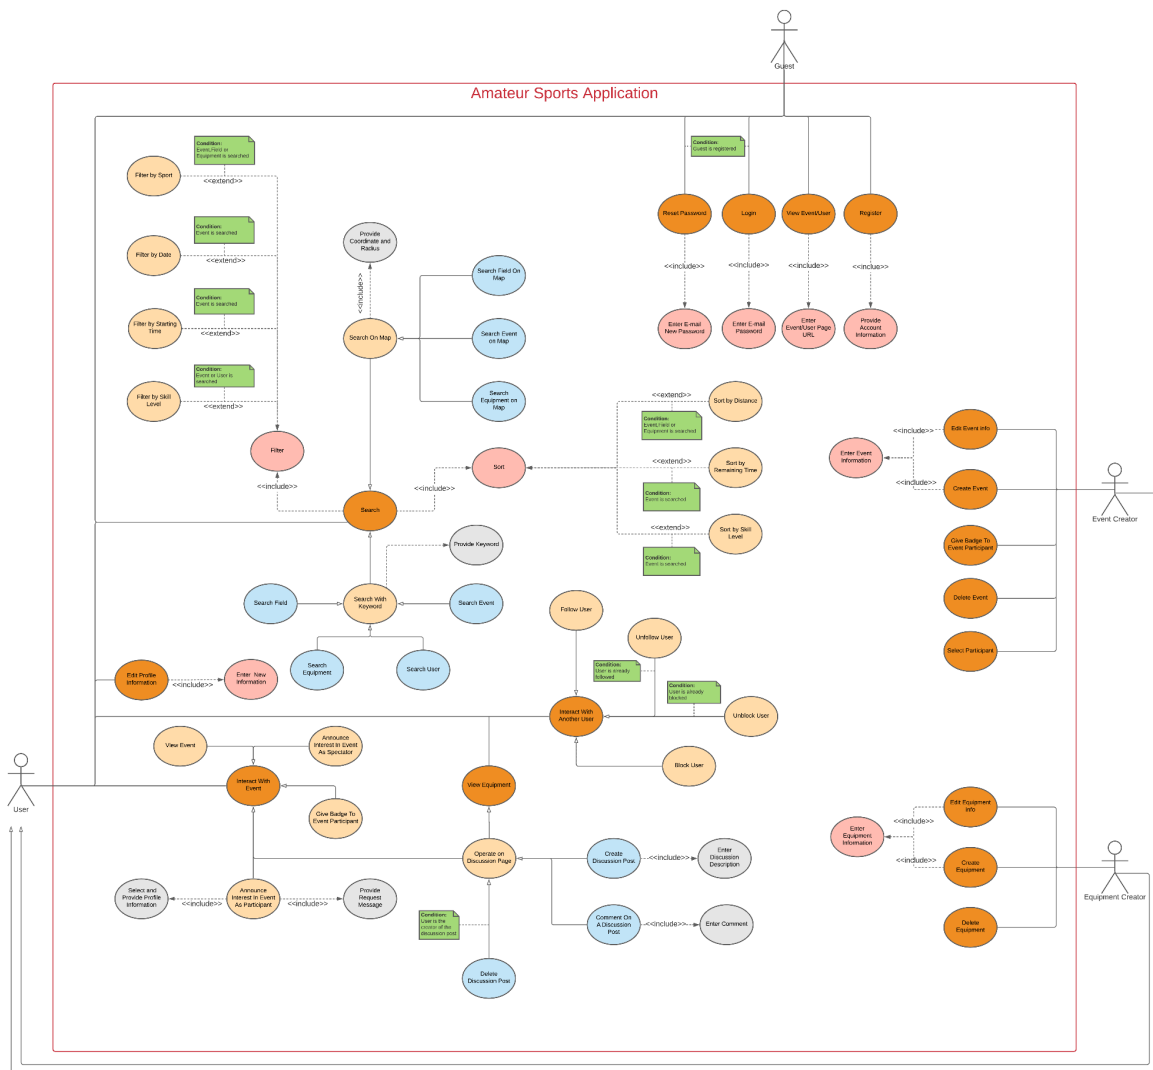 Guest
Amateur Sports Application
Condition:
Event,Field or
Equipment is searched
Filter by Sport
<<extend>>
Condition:
Event is searched
Filter by Date
<<extend>>
Condition:
Event is searched
Filter by Starting
Time
<<extend>>
Condition:
Event or User is
searched
Filter by Skill
Level
<<extend>>
Filter
<<include>>
Provide
Coordinate and
Radius
<<include>>
Search On Map
Search Field On
Map
Search Event
on Map
Search
Equipment on
Map
Search
<<include>>
Sort
Condition:
Guest is registered
Reset Password
Login
View Event/User
Register
<<include>>
<<include>>
<<include>>
<<inclue>>
Enter E-mail
New Password
Enter E-mail
Password
Enter
Event/User Page
URL
Provide
Account
Information
<<extend>>
Sort by Distance
Condition:
Event,Field or
Equipment is searched
<<extend>>
Sort by
Remaining Time
Condition:
Event is searched
<<extend>>
Sort by Skill
Level
Condition:
Event is searched
Edit Event Info
<<include>>
Enter Event
Information
<<include>>
Create Event
Give Badge To
Event Participant
Delete Event
Select Participant
Event Creator
Provide Keyword
Search Field
Search With
Keyword
Search Event
Search
Equipment
Search User
Follow User
Unfollow User
Condition:
User is already
followed
Condition:
User is already
blocked
Interact With
Another User
Unblock User
Block User
Edit Profile
Information
<<include>>
Enter New
Information
View Event
Announce
Interest In Event
As Spectator
User
Interact With
Event
Give Badge To
Event Participant
View Equipment
Operate on
Discussion Page
Create
Discussion Post
<<include>>
Enter
Discussion
Description
Select and
Provide Profile
Information
<<include>>
Announce
Interest In Event
As Participant
<<include>>
Provide
Request
Message
Condition:
User is the
creator of the
discussion post
Comment On
A Discussion
Post
<<include>>
Enter Comment
Delete
Discussion Post
Edit Equipment
Info
<<include>>
Enter
Equipment
Information
<<include>>
Create
Equipment
Delete
Equipment
Equipment Creator